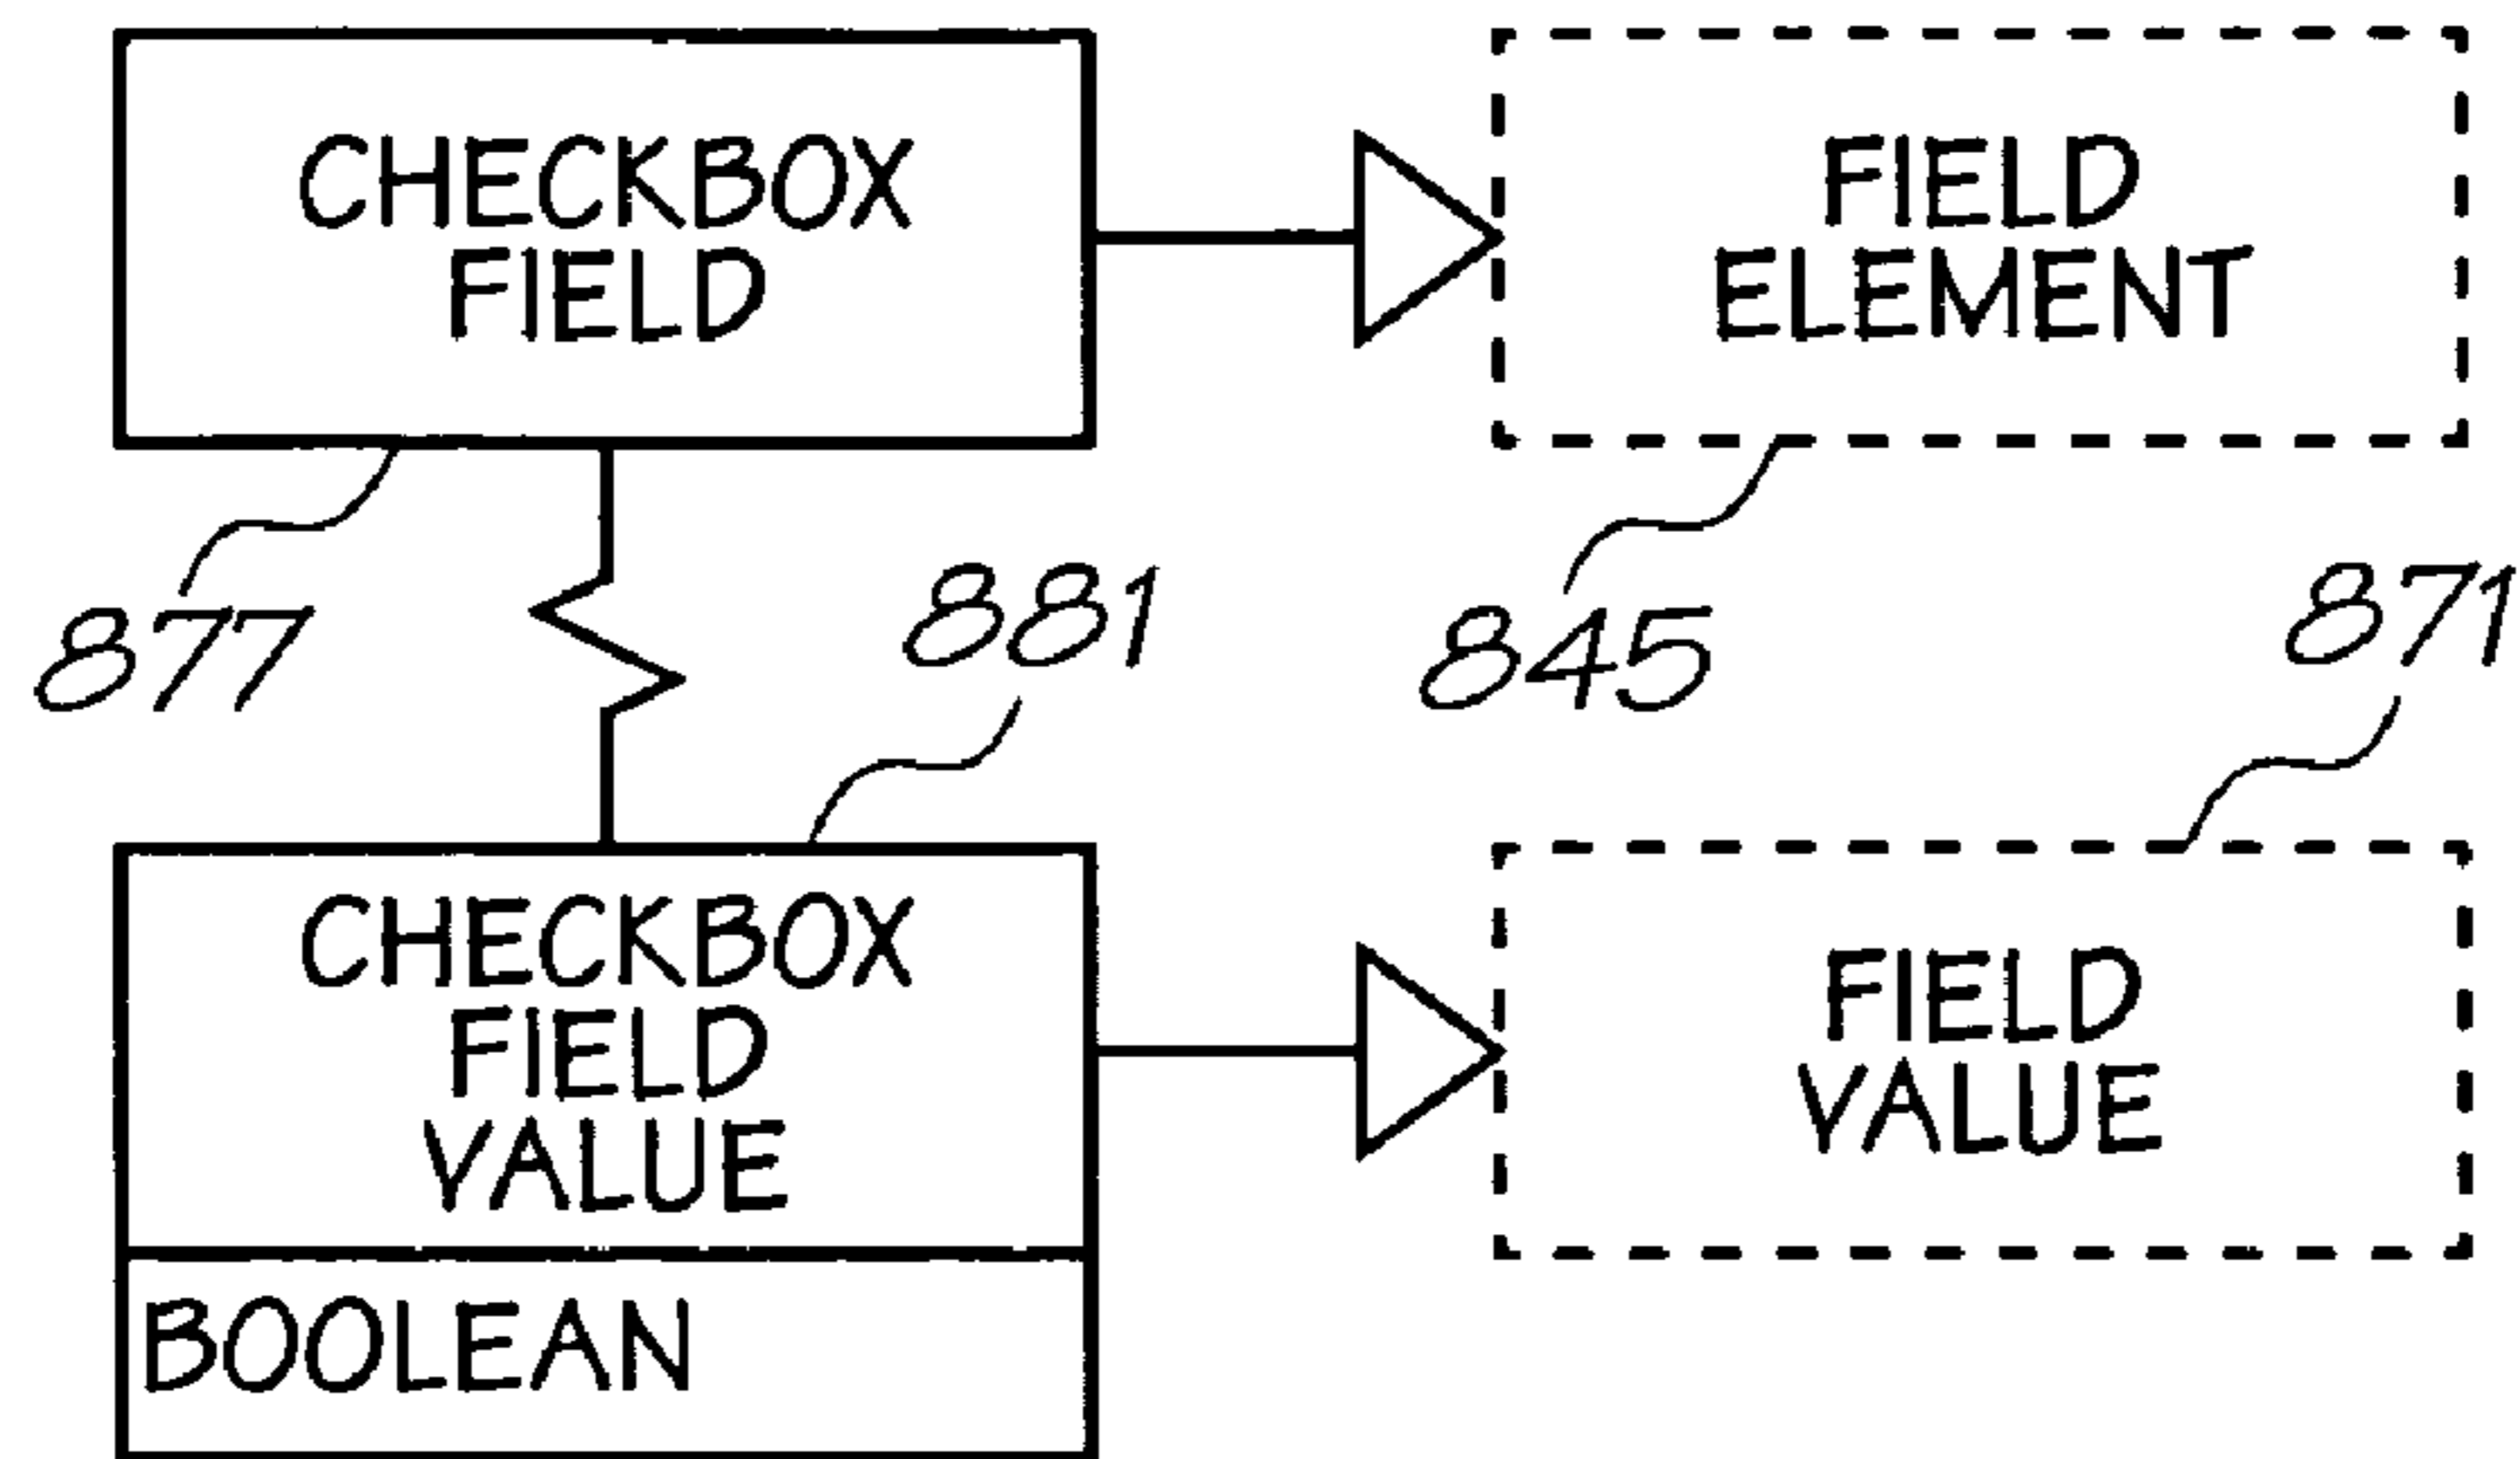 CHECKBOX
FIELD
FIELD
ELEMENT
877
881
845
871
CHECKBOX
FIELD
VALUE
FIELD
VALUE
BOOLEAN